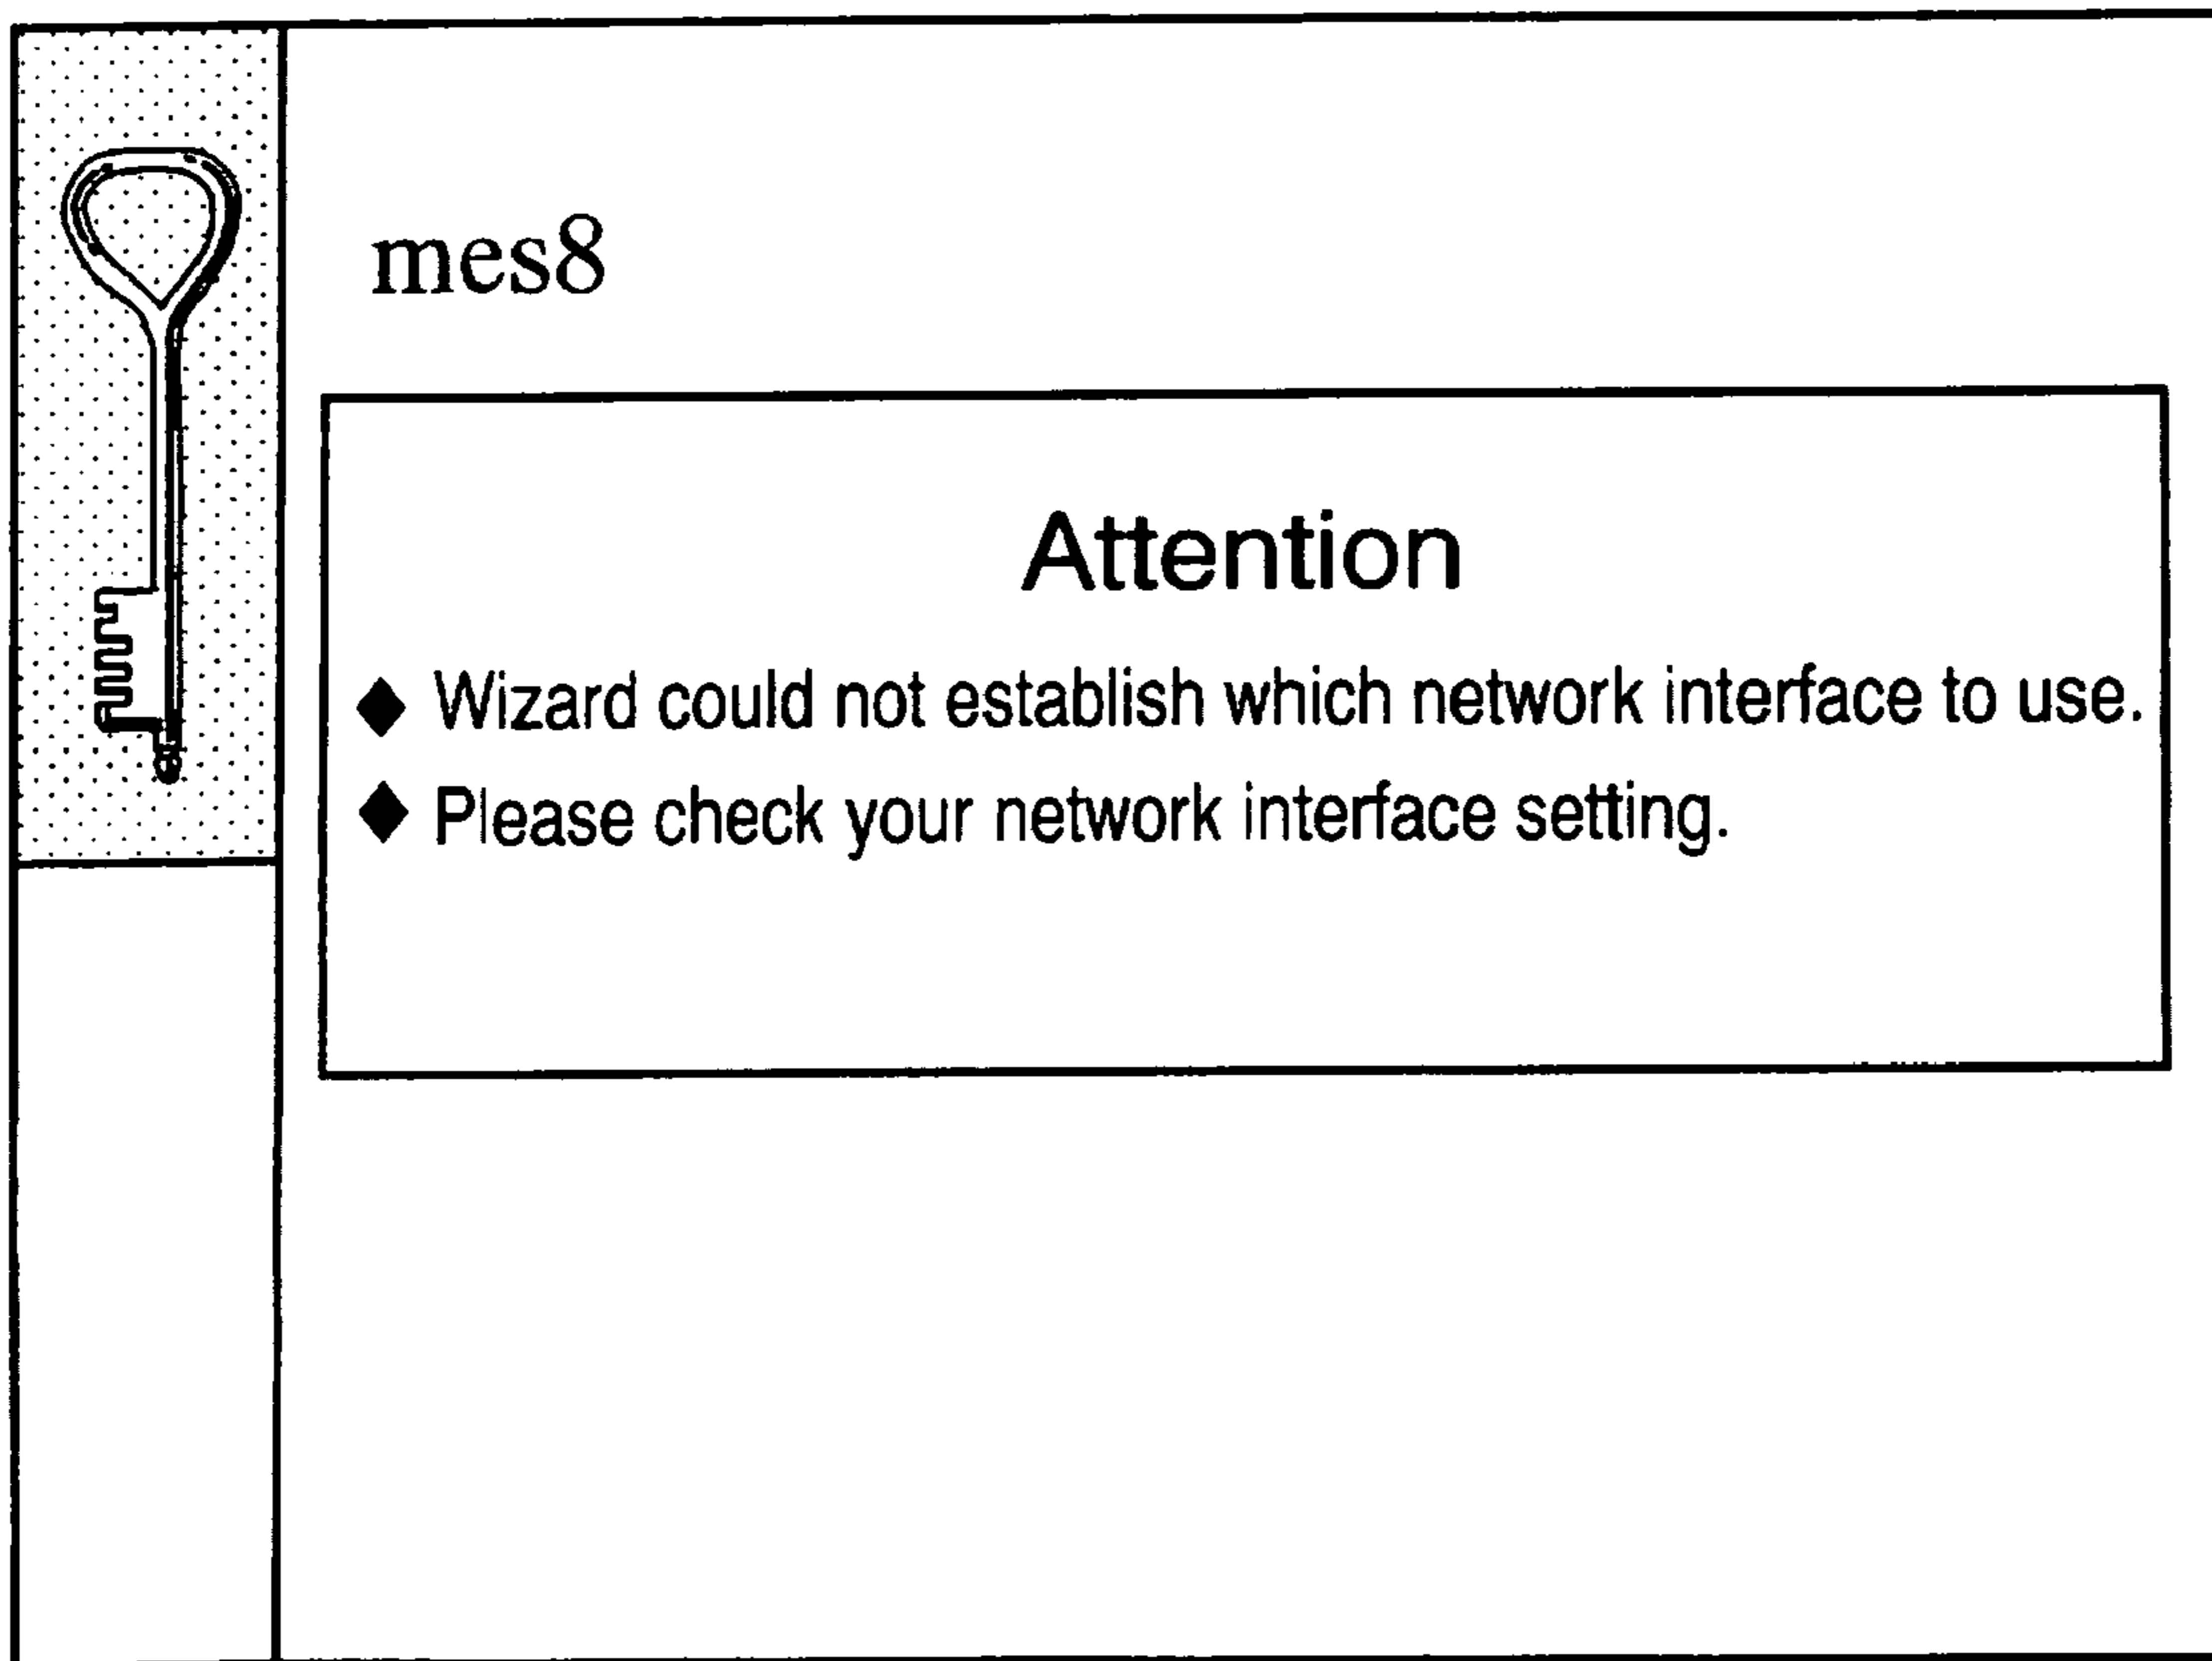 mes8
Attention
◆ Wizard could not establish which network interface to use.
◆ Please check your network interface setting.